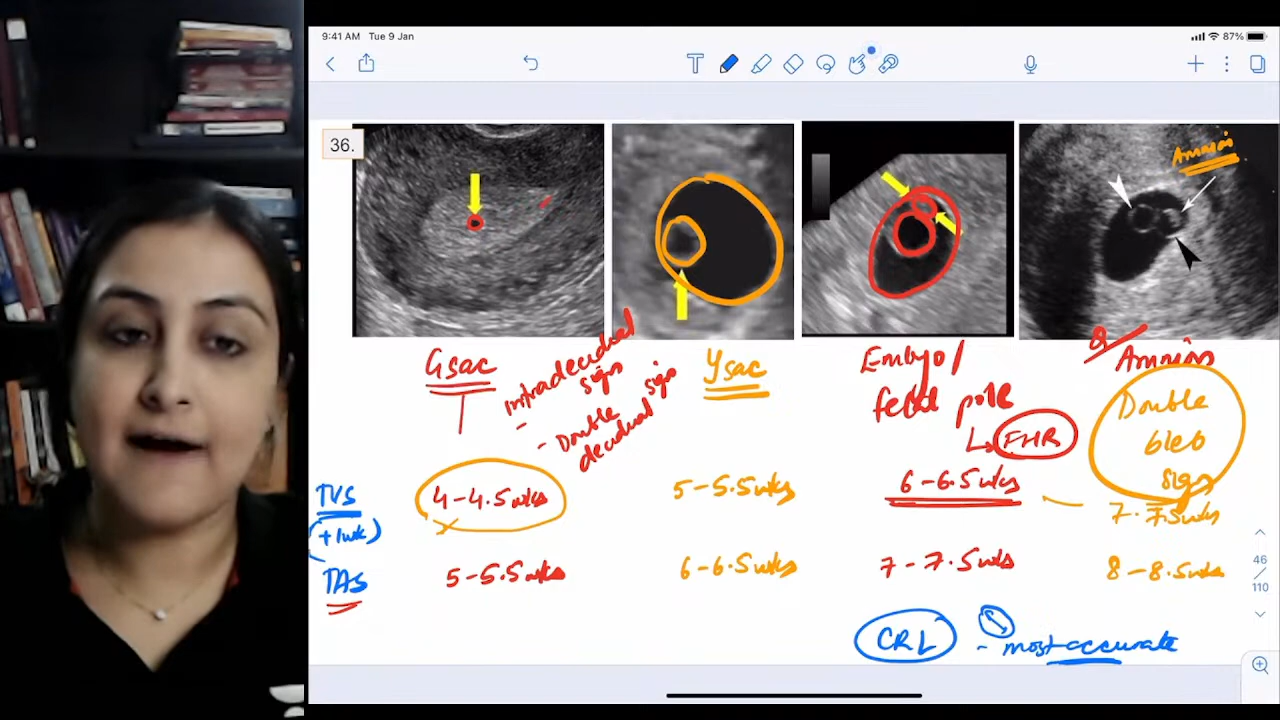 9:41 AM Tue 9 Jan
87%
36.
Amnion
Gsac
- intradecidual
sign
- Double
decidual sign
Ysac
Embryo/
fetal pole
FHR
Amnion
Double
bleb
sign
TVS
4-4.5wks
5-5.5wks
6-6.5wks
7-7.5wks
(+1wk)
TAS
5-5.5wks
6-6.5wks
7-7.5wks
8-8.5wks
CRL - most accurate
46
/
110